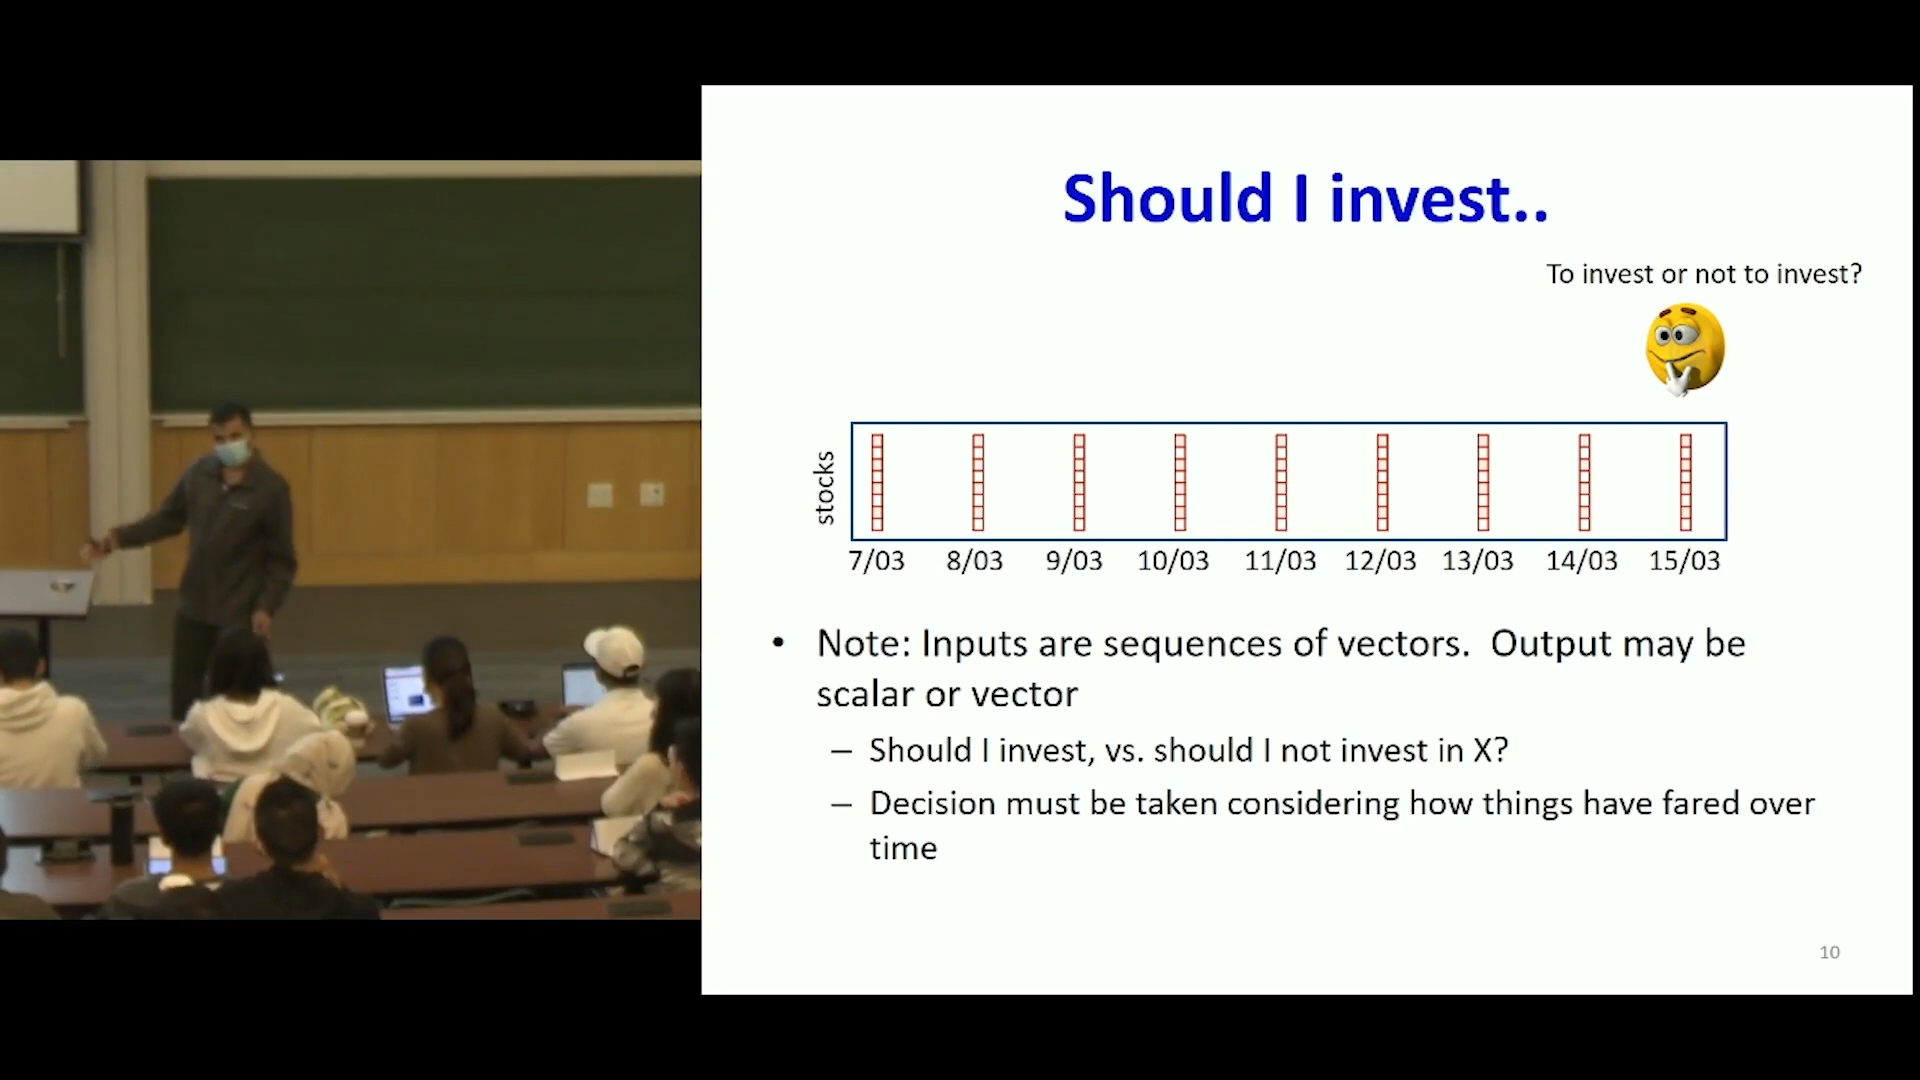 Should I invest..
To invest or not to invest?
stocks
7/03 8/03 9/03 10/03 11/03 12/03 13/03 14/03 15/03
• Note: Inputs are sequences of vectors. Output may be
scalar or vector
– Should I invest, vs. should I not invest in X?
– Decision must be taken considering how things have fared over
time
10